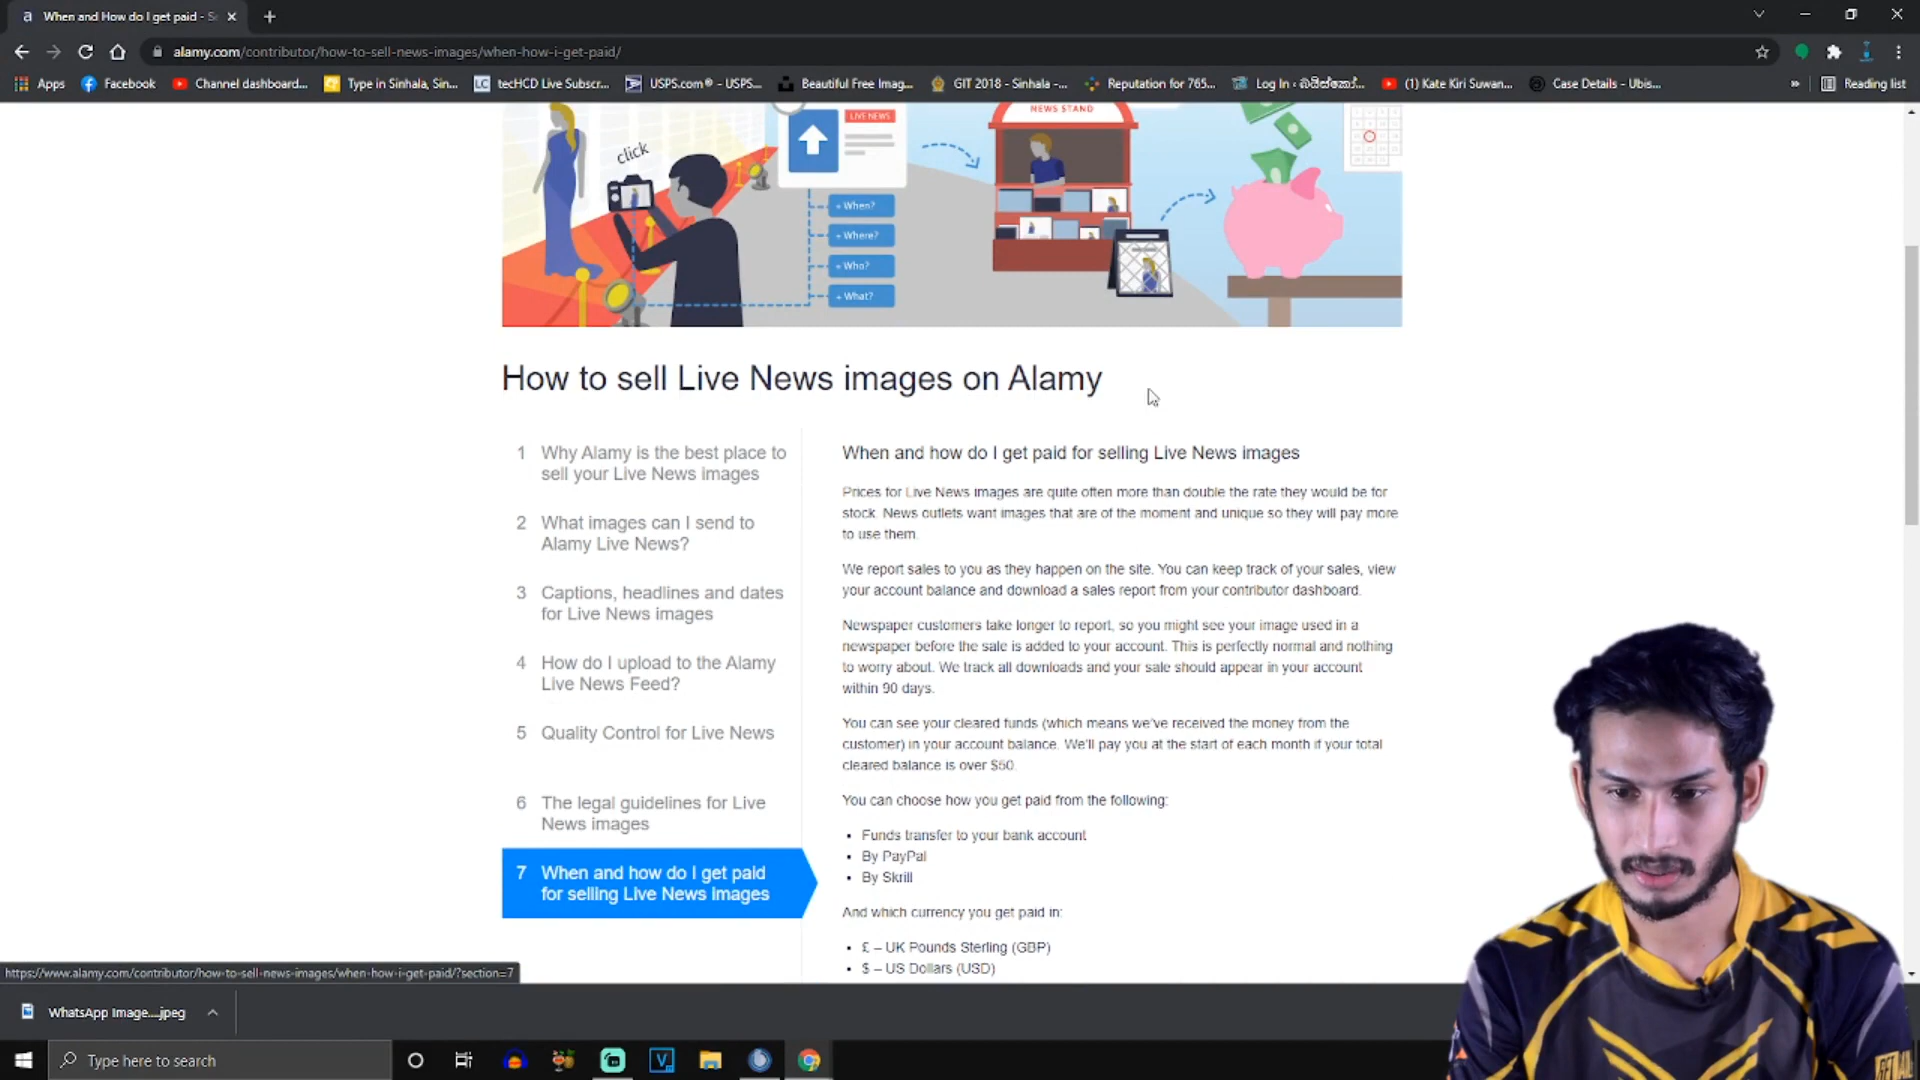 When and How do I get paid - Se
alamy.com/contributor/how-to-sell-news-images/when-how-i-get-paid/
Apps
Facebook
Channel dashboard...
Type in Sinhala, Sin...
LC techCD Live Subscr...
USPS.com® - USPS...
Beautiful Free Imag...
GIT 2018 - Sinhala -...
Reputation for 765...
(1) Kate Kiri Suwan...
Case Details - Ubis...
»
Reading list
NEWS STAND
LIVE NEWS
click
+ When?
+ Where?
+ Who?
+ What?
How to sell Live News images on Alamy
1 Why Alamy is the best place to
sell your Live News images
2 What images can I send to
Alamy Live News?
3 Captions, headlines and dates
for Live News images
4 How do I upload to the Alamy
Live News Feed?
5 Quality Control for Live News
6 The legal guidelines for Live
News images
7 When and how do I get paid
for selling Live News Images
When and how do I get paid for selling Live News images
Prices for Live News images are quite often more than double the rate they would be for
stock. News outlets want images that are of the moment and unique so they will pay more
to use them.
We report sales to you as they happen on the site. You can keep track of your sales, view
your account balance and download a sales report from your contributor dashboard.
Newspaper customers take longer to report, so you might see your image used in a
newspaper before the sale is added to your account. This is perfectly normal and nothing
to worry about. We track all downloads and your sale should appear in your account
within 90 days.
You can see your cleared funds (which means we've received the money from the
customer) in your account balance. We'll pay you at the start of each month if your total
cleared balance is over $50.
You can choose how you get paid from the following:
• Funds transfer to your bank account
• By PayPal
• By Skrill
And which currency you get paid in:
• £ – UK Pounds Sterling (GBP)
• $ – US Dollars (USD)
https://www.alamy.com/contributor/how-to-sell-news-images/when-how-i-get-paid/?section=7
WhatsApp Image....jpeg
Type here to search